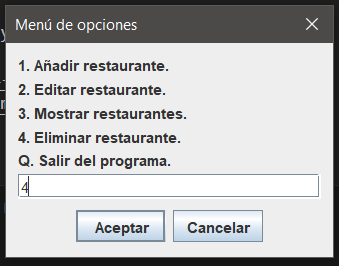 Menú de opciones
1. Añadir restaurante.
2. Editar restaurante.
3. Mostrar restaurantes.
4. Eliminar restaurante.
Q. Salir del programa.
4
Aceptar Cancelar